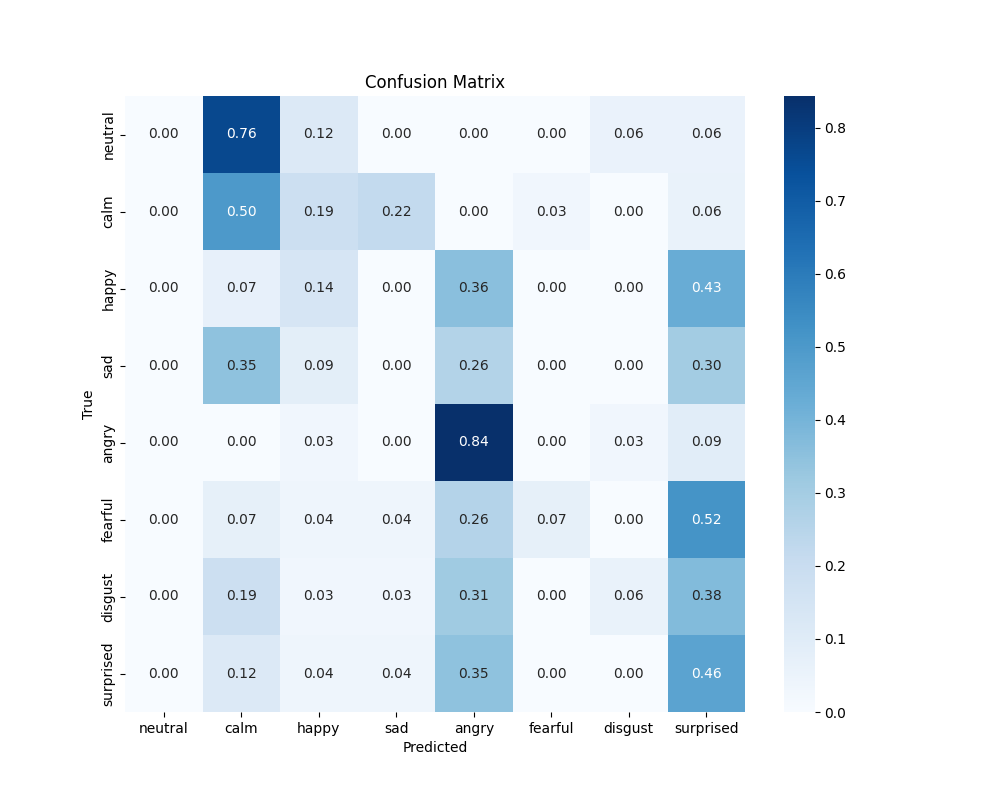 Confusion Matrix
neutral 0.00 0.76 0.12 0.00 0.00 0.00 0.06 0.06
calm 0.00 0.50 0.19 0.22 0.00 0.03 0.00 0.06
happy 0.00 0.07 0.14 0.00 0.36 0.00 0.00 0.43
sad 0.00 0.35 0.09 0.00 0.26 0.00 0.00 0.30
angry 0.00 0.00 0.03 0.00 0.84 0.00 0.03 0.09
fearful 0.00 0.07 0.04 0.04 0.26 0.07 0.00 0.52
disgust 0.00 0.19 0.03 0.03 0.31 0.00 0.06 0.38
surprised 0.00 0.12 0.04 0.04 0.35 0.00 0.00 0.46
True
neutral calm happy sad angry fearful disgust surprised
Predicted
0.8
0.7
0.6
0.5
0.4
0.3
0.2
0.1
0.0